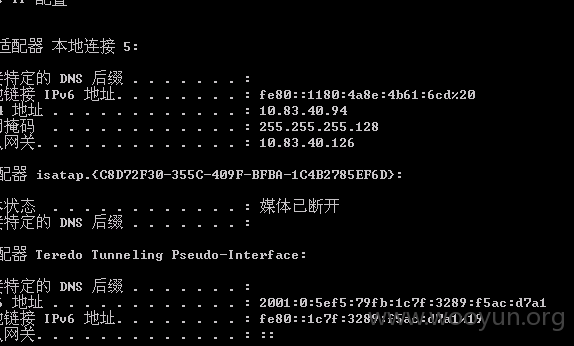 IP 配置
适配器 本地连接 5:
接特定的 DNS 后缀 . . . . . . . :
地链接 IPv6 地址. . . . . . . . : fe80::1180:4a8e:4b61:6cd%20
4 地址 . . . . . . . . . . . . : 10.83.40.94
网掩码 . . . . . . . . . . . . : 255.255.255.128
认网关. . . . . . . . . . . . . : 10.83.40.126
配器 isatap.{C8D72F30-355C-409F-BFBA-1C4B2785EF6D}:
体状态 . . . . . . . . . . . . : 媒体已断开
接特定的 DNS 后缀 . . . . . . . :
配器 Teredo Tunneling Pseudo-Interface:
接特定的 DNS 后缀 . . . . . . . :
6 地址 . . . . . . . . . . . . : 2001:0:5ef5:79fb:1c7f:3289:f5ac:d7a1
地链接 IPv6 地址. . . . . . . . : fe80::1c7f:3289:f5ac:d7a1%19
认网关. . . . . . . . . . . . . : ::
www.wooyun.org